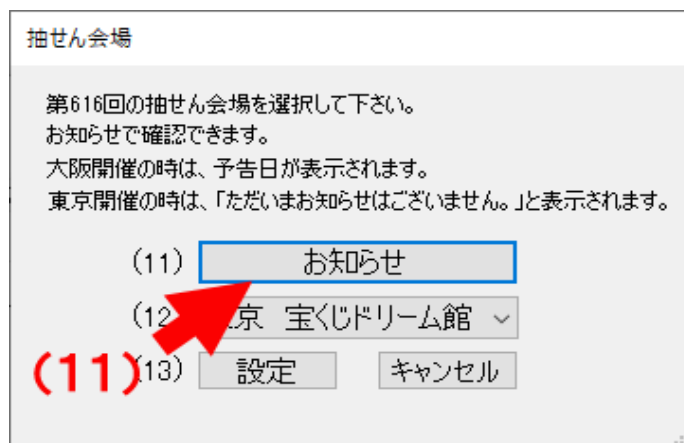 抽せん会場
第616回の抽せん会場を選択して下さい。
お知らせで確認できます。
大阪開催の時は、予告日が表示されます。
東京開催の時は、「ただいまお知らせはございません。」と表示されます。
(11) お知らせ
(12 京 宝くじドリーム館
(11)
(13) 設定 キャンセル